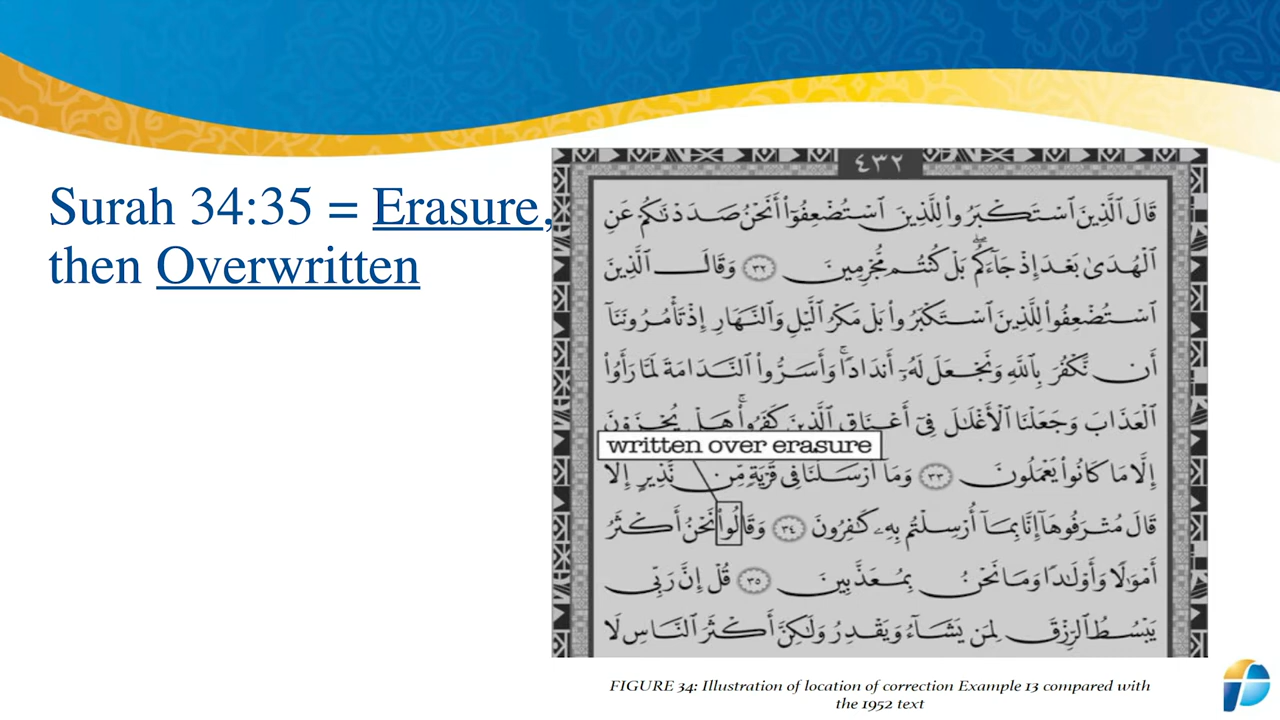 Surah 34:35 = Erasure,
then Overwritten
٤٣٢
قَالَ ٱلَّذِينَ ٱسْتَكْبَرُوا۟ لِلَّذِينَ ٱسْتُضْعِفُوٓا۟ أَنَحْنُ صَدَدْنَـٰكُمْ عَنِ
ٱلْهُدَىٰ بَعْدَ إِذْ جَآءَكُم ۖ بَلْ كُنتُم مُّجْرِمِينَ ٣٢ وَقَالَ ٱلَّذِينَ
ٱسْتُضْعِفُوا۟ لِلَّذِينَ ٱسْتَكْبَرُوا۟ بَلْ مَكْرُ ٱلَّيْلِ وَٱلنَّهَارِ إِذْ تَأْمُرُونَنَآ
أَن نَّكْفُرَ بِٱللَّهِ وَنَجْعَلَ لَهُۥٓ أَندَادًا ۚ وَأَسَرُّوا۟ ٱلنَّدَامَةَ لَمَّا رَأَوُا۟
ٱلْعَذَابَ وَجَعَلْنَا ٱلْأَغْلَـٰلَ فِىٓ أَعْنَاقِ ٱلَّذِينَ كَفَرُوا۟ ۚ هَلْ يُجْزَوْنَ
written over erasure
إِلَّا مَا كَانُوا۟ يَعْمَلُونَ ٣٣ وَمَآ أَرْسَلْنَا فِى قَرْيَةٍ مِّن نَّذِيرٍ إِلَّا
قَالَ مُتْرَفُوهَآ إِنَّا بِمَآ أُرْسِلْتُم بِهِۦ كَـٰفِرُونَ ٣٤ وَقَالُوا۟ نَحْنُ أَكْثَرُ
أَمْوَٰلًا وَأَوْلَـٰدًا وَمَا نَحْنُ بِمُعَذَّبِينَ ٣٥ قُلْ إِنَّ رَبِّى
يَبْسُطُ ٱلرِّزْقَ لِمَن يَشَآءُ وَيَقْدِرُ وَلَـٰكِنَّ أَكْثَرَ ٱلنَّاسِ لَا
FIGURE 34: Illustration of location of correction Example 13 compared with
the 1952 text